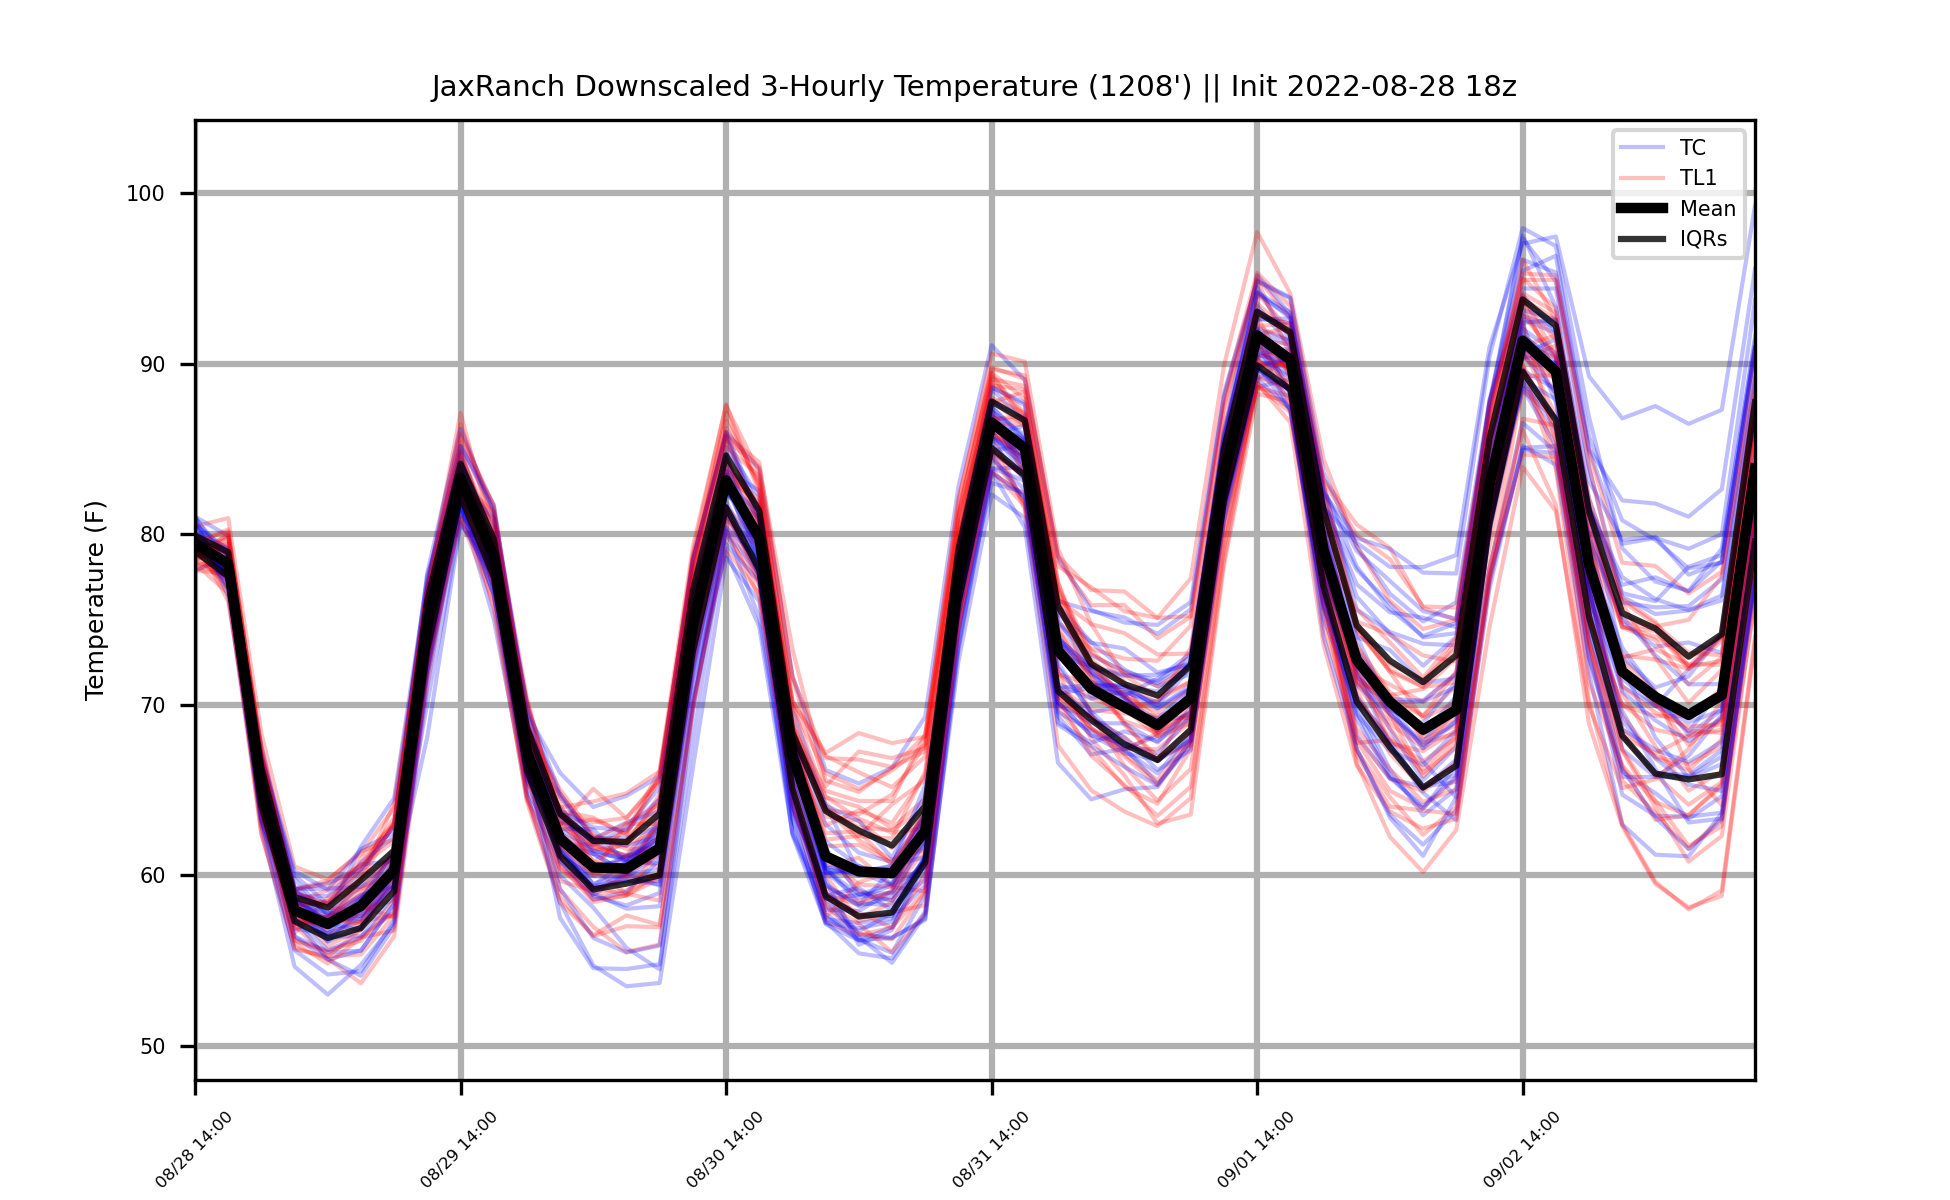 JaxRanch Downscaled 3-Hourly Temperature (1208') || Init 2022-08-28 18z
TC
TL1
Mean
IQRs
Temperature (F)
100
90
80
70
60
50
08/28 14:00
08/29 14:00
08/30 14:00
08/31 14:00
09/01 14:00
09/02 14:00